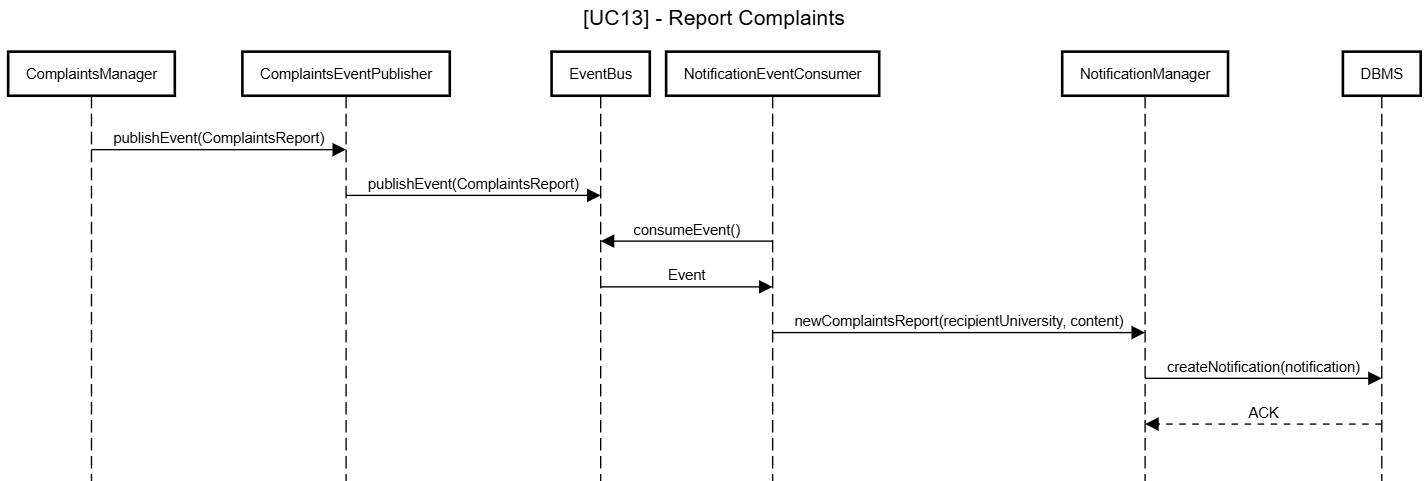 [UC13] - Report Complaints
ComplaintsManager
ComplaintsEventPublisher
EventBus
NotificationEventConsumer
NotificationManager
DBMS
publishEvent(ComplaintsReport)
publishEvent(ComplaintsReport)
consumeEvent()
Event
newComplaintsReport(recipientUniversity, content)
createNotification(notification)
ACK